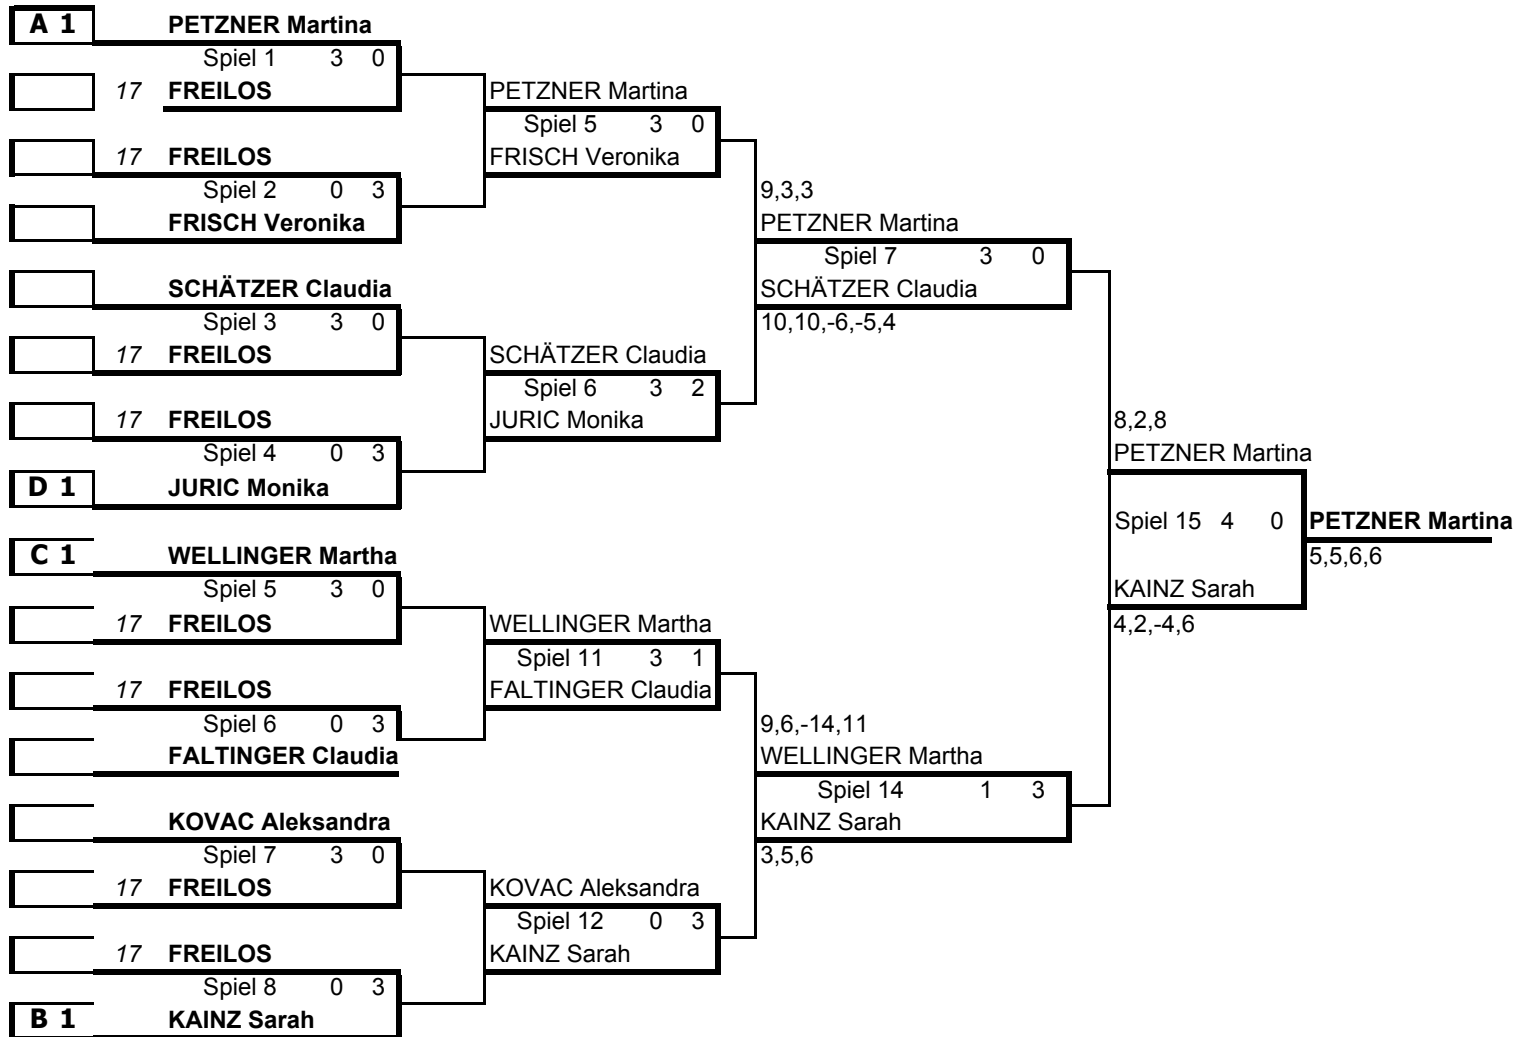 A 1 PETZNER Martina
Spiel 1 3 0
17 FREILOS
17 FREILOS
Spiel 2 0 3
FRISCH Veronika
SCHÄTZER Claudia
Spiel 3 3 0
17 FREILOS
17 FREILOS
Spiel 4 0 3
D 1 JURIC Monika
C 1 WELLINGER Martha
Spiel 5 3 0
17 FREILOS
17 FREILOS
Spiel 6 0 3
FALTINGER Claudia
KOVAC Aleksandra
Spiel 7 3 0
17 FREILOS
17 FREILOS
Spiel 8 0 3
B 1 KAINZ Sarah
PETZNER Martina
Spiel 5 3 0
FRISCH Veronika
SCHÄTZER Claudia
Spiel 6 3 2
JURIC Monika
WELLINGER Martha
Spiel 11 3 1
FALTINGER Claudia
KOVAC Aleksandra
Spiel 12 0 3
KAINZ Sarah
9,3,3
PETZNER Martina
Spiel 7 3 0
SCHÄTZER Claudia
10,10,-6,-5,4
9,6,-14,11
WELLINGER Martha
Spiel 14 1 3
KAINZ Sarah
3,5,6
8,2,8
PETZNER Martina
Spiel 15 4 0
KAINZ Sarah
4,2,-4,6
PETZNER Martina
5,5,6,6